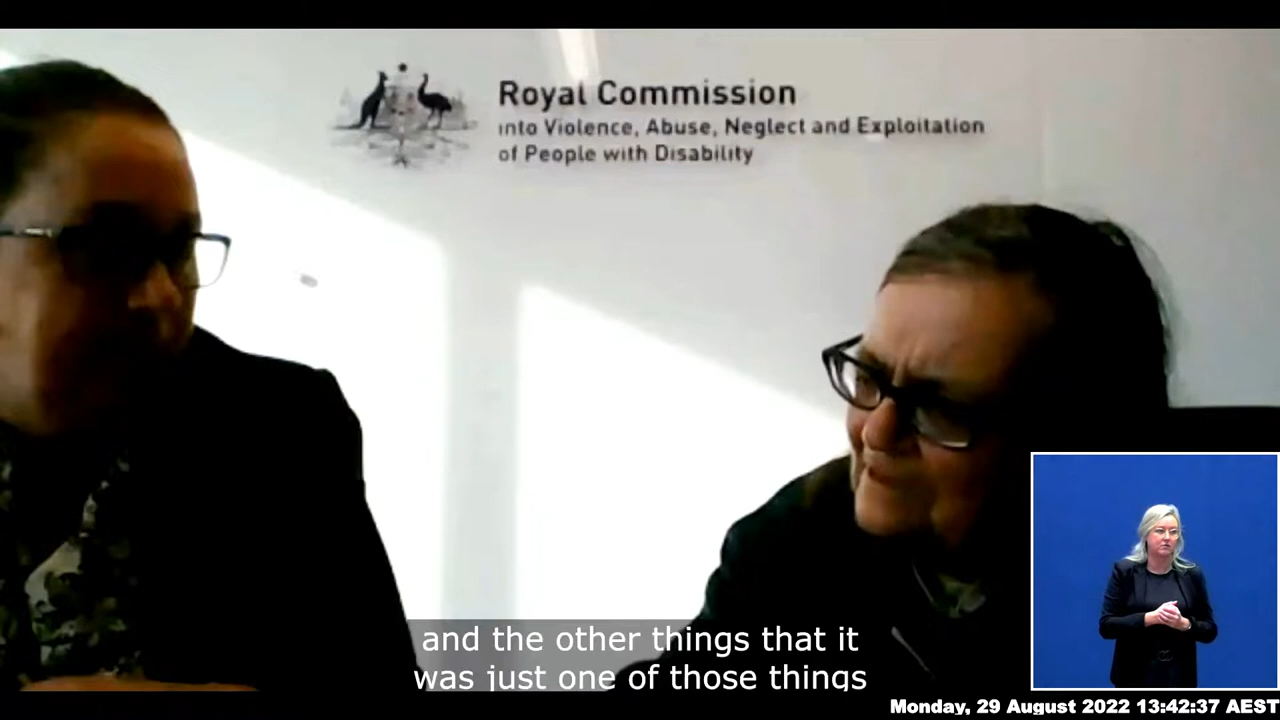 Royal Commission
into Violence, Abuse, Neglect and Exploitation
of People with Disability
and the other things that it
was just one of those things
Monday, 29 August 2022 13:42:37 AEST